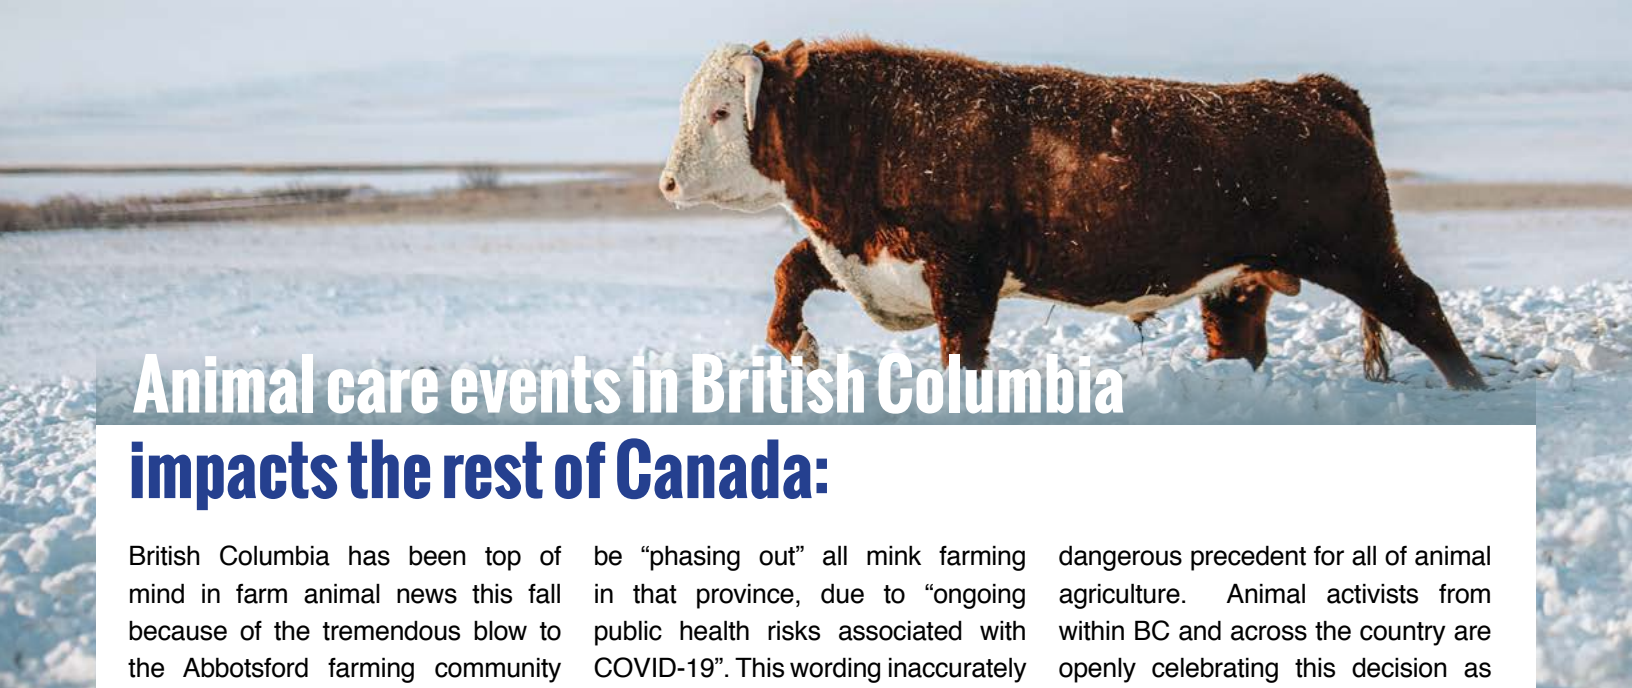 Animal care events in British Columbia
impacts the rest of Canada:
British Columbia has been top of
mind in farm animal news this fall
because of the tremendous blow to
the Abbotsford farming community
be “phasing out” all mink farming
in that province, due to “ongoing
public health risks associated with
COVID-19”. This wording inaccurately
dangerous precedent for all of animal
agriculture. Animal activists from
within BC and across the country are
openly celebrating this decision as